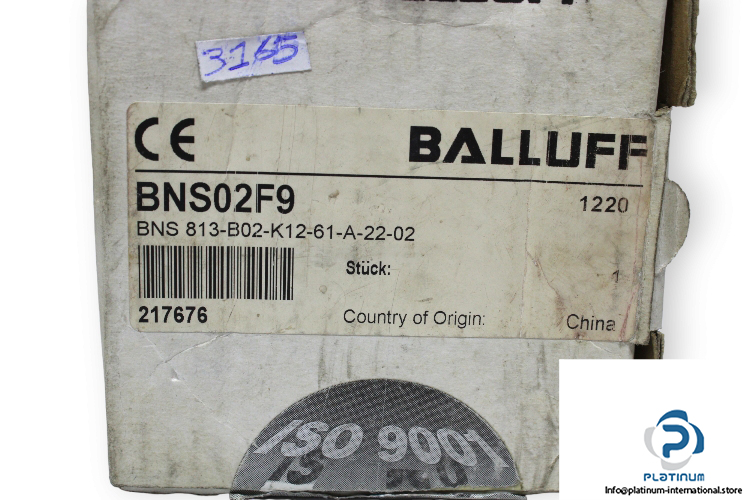 3165
CE
BALLUFF
BNS02F9
1220
BNS 813-B02-K12-61-A-22-02
Stück:
1
217676
Country of Origin:
China
ISO 9001
PLATINUM
info@platinum-international.store